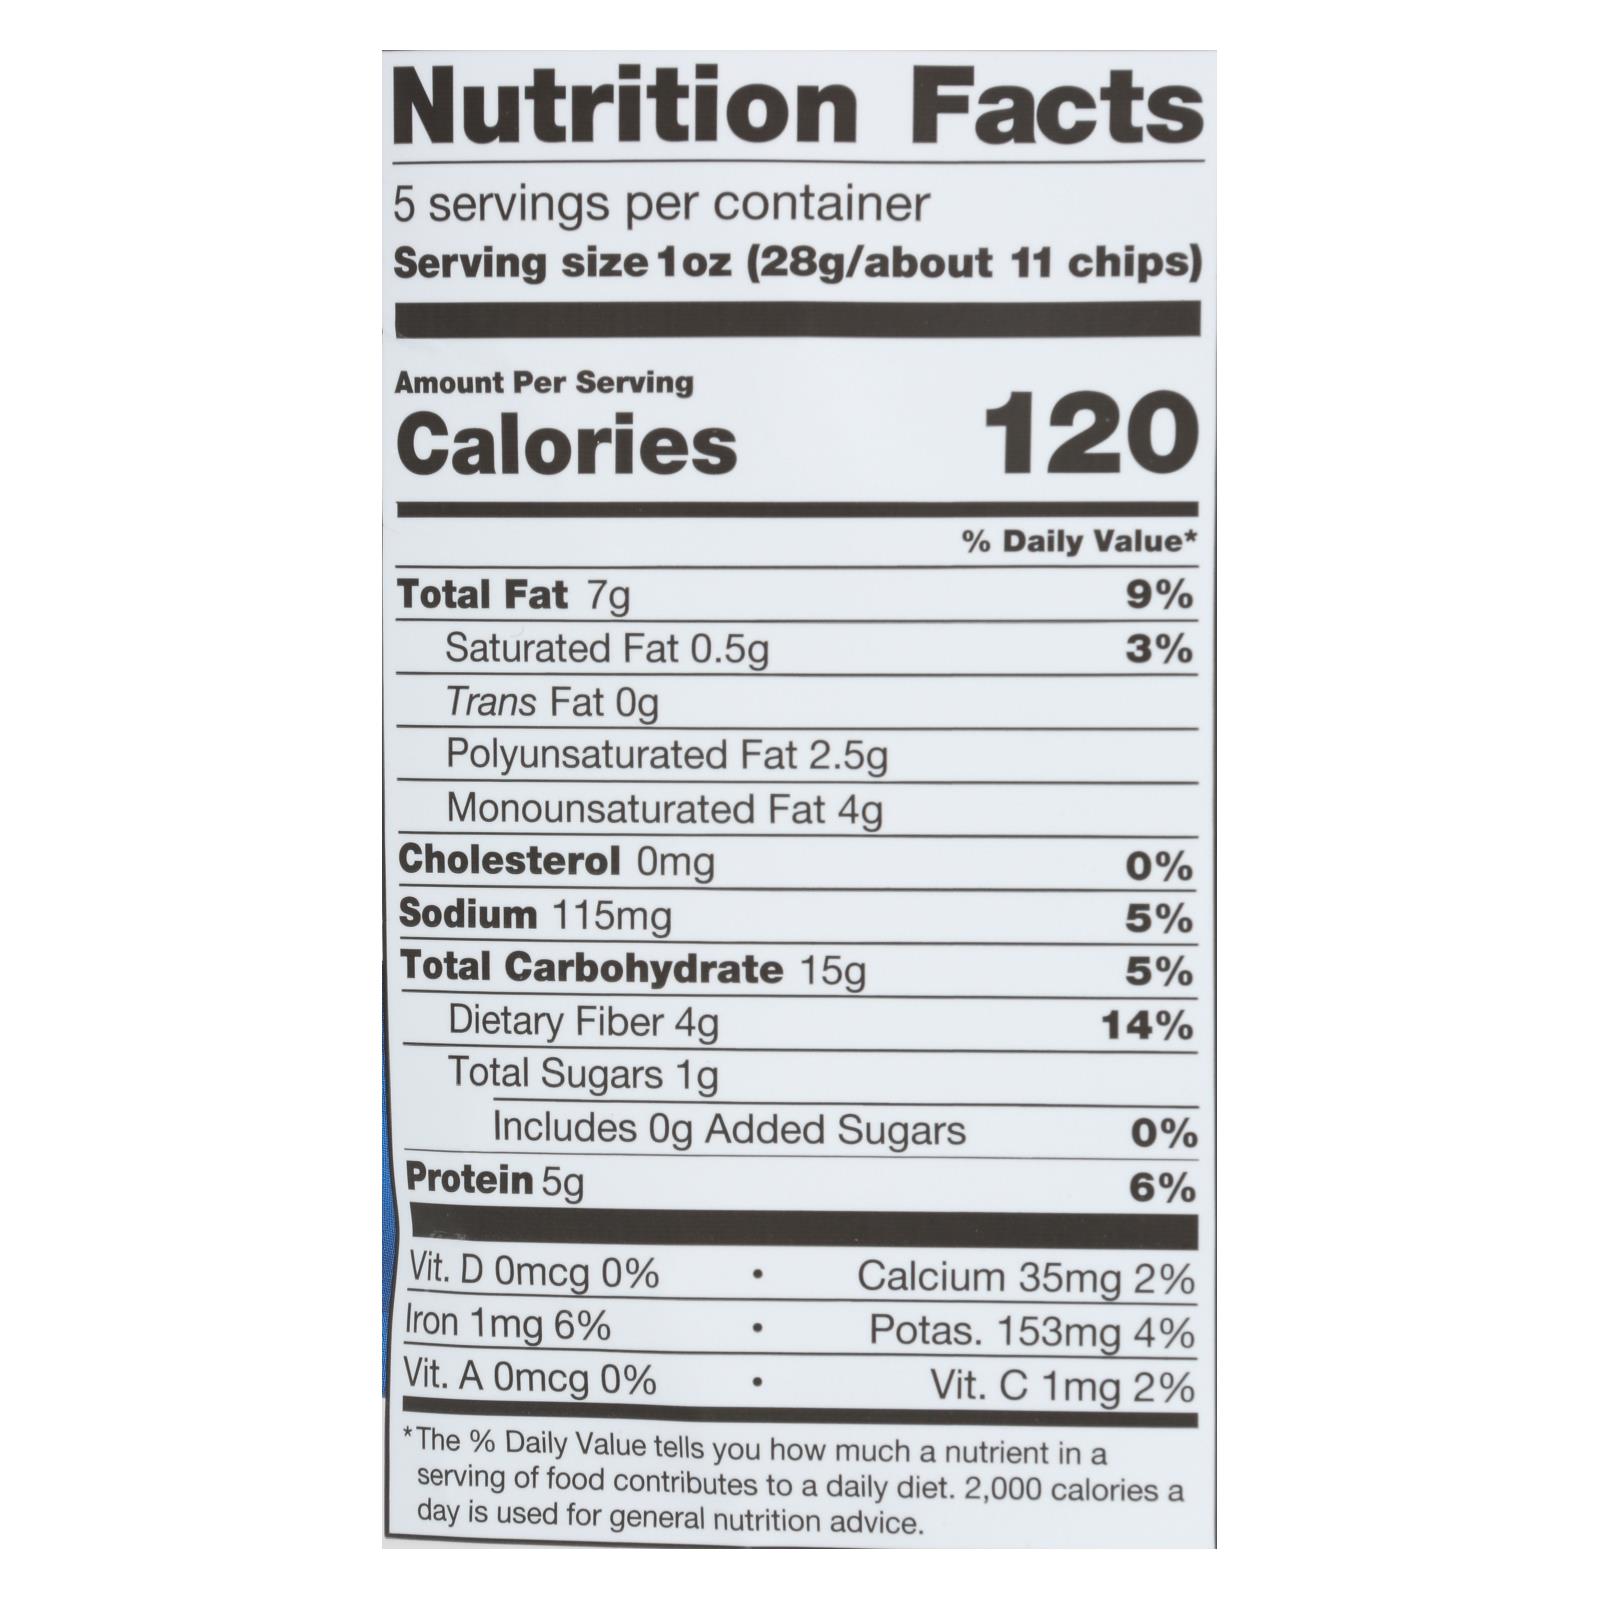 Nutrition Facts
5 servings per container
Serving size 1oz (28g/about 11 chips)
Amount Per Serving
Calories 120
% Daily Value*
Total Fat 7g 9%
Saturated Fat 0.5g 3%
Trans Fat 0g
Polyunsaturated Fat 2.5g
Monounsaturated Fat 4g
Cholesterol 0mg 0%
Sodium 115mg 5%
Total Carbohydrate 15g 5%
Dietary Fiber 4g 14%
Total Sugars 1g
Includes 0g Added Sugars 0%
Protein 5g 6%
Vit. D 0mcg 0% • Calcium 35mg 2%
Iron 1mg 6% • Potas. 153mg 4%
Vit. A 0mcg 0% • Vit. C 1mg 2%
*The % Daily Value tells you how much a nutrient in a
serving of food contributes to a daily diet. 2,000 calories a
day is used for general nutrition advice.